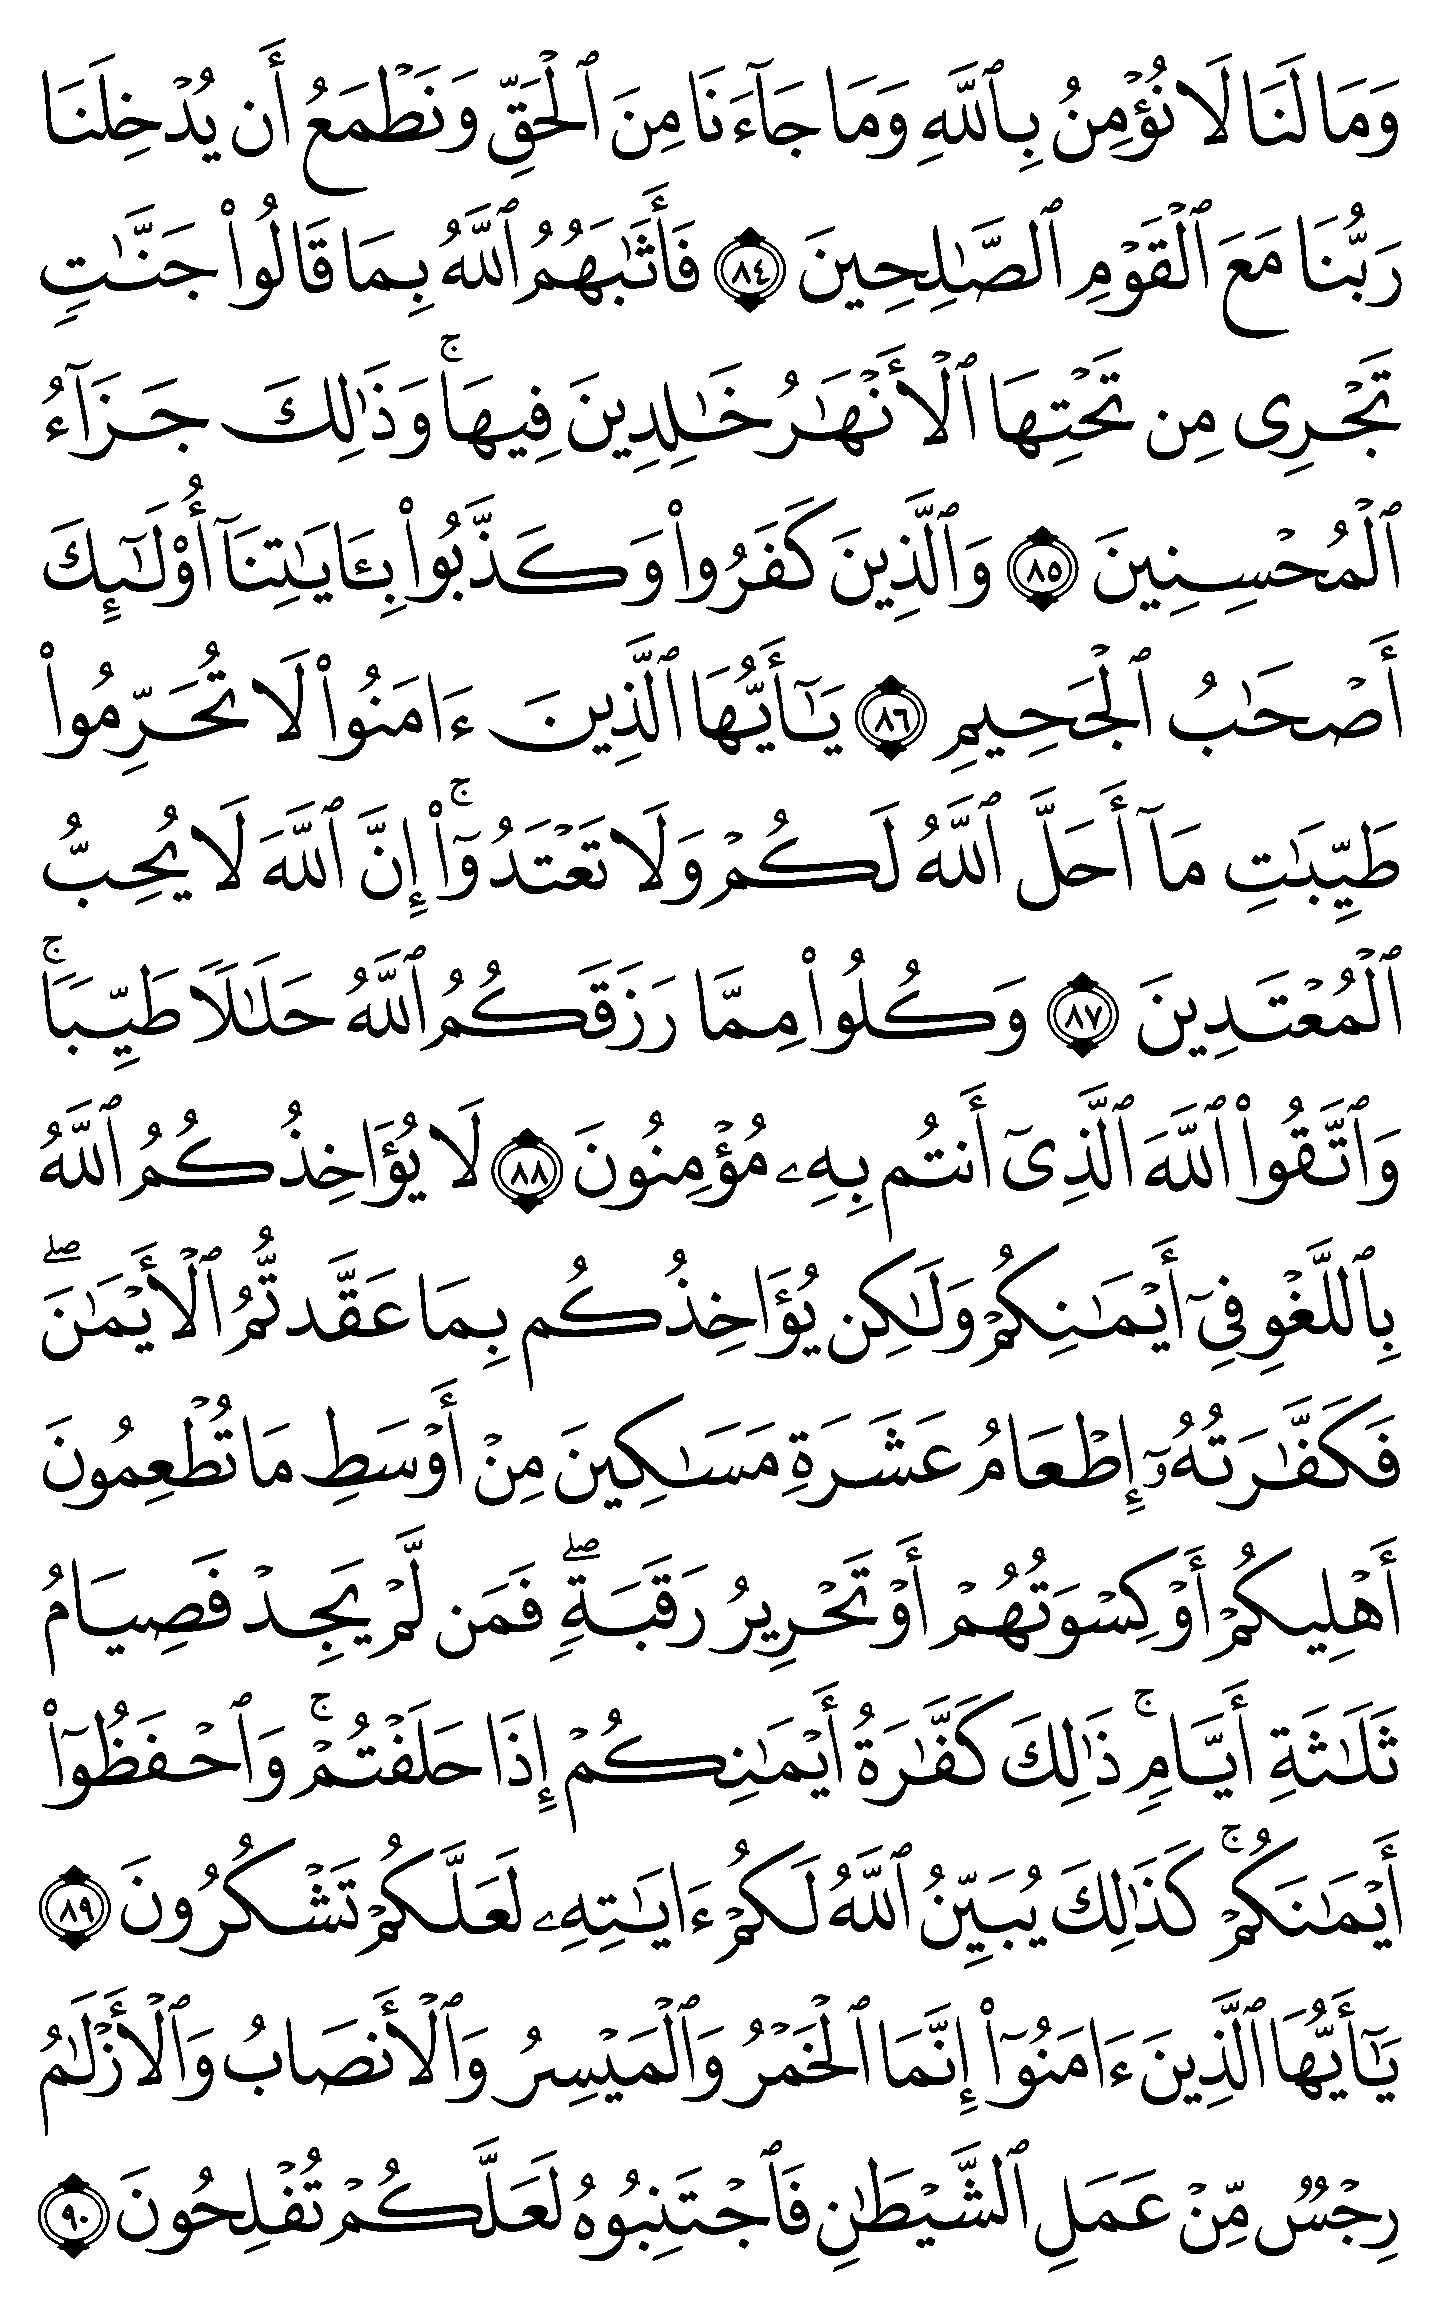 وَمَا لَنَا لَا نُؤۡمِنُ بِٱللَّهِ وَمَا جَآءَنَا مِنَ ٱلۡحَقِّ وَنَطۡمَعُ أَن يُدۡخِلَنَا
رَبُّنَا مَعَ ٱلۡقَوۡمِ ٱلصَّٰلِحِينَ ٨٤ فَأَثَٰبَهُمُ ٱللَّهُ بِمَا قَالُواْ جَنَّٰتٖ
تَجۡرِي مِن تَحۡتِهَا ٱلۡأَنۡهَٰرُ خَٰلِدِينَ فِيهَاۚ وَذَٰلِكَ جَزَآءُ
ٱلۡمُحۡسِنِينَ ٨٥ وَٱلَّذِينَ كَفَرُواْ وَكَذَّبُواْ بِـَٔايَٰتِنَآ أُوْلَٰٓئِكَ
أَصۡحَٰبُ ٱلۡجَحِيمِ ٨٦ يَٰٓأَيُّهَا ٱلَّذِينَ ءَامَنُواْ لَا تُحَرِّمُواْ
طَيِّبَٰتِ مَآ أَحَلَّ ٱللَّهُ لَكُمۡ وَلَا تَعۡتَدُوٓاْۚ إِنَّ ٱللَّهَ لَا يُحِبُّ
ٱلۡمُعۡتَدِينَ ٨٧ وَكُلُواْ مِمَّا رَزَقَكُمُ ٱللَّهُ حَلَٰلٗا طَيِّبٗاۚ
وَٱتَّقُواْ ٱللَّهَ ٱلَّذِيٓ أَنتُم بِهِۦ مُؤۡمِنُونَ ٨٨ لَا يُؤَاخِذُكُمُ ٱللَّهُ
بِٱللَّغۡوِ فِيٓ أَيۡمَٰنِكُمۡ وَلَٰكِن يُؤَاخِذُكُم بِمَا عَقَّدتُّمُ ٱلۡأَيۡمَٰنَۖ
فَكَفَّٰرَتُهُۥٓ إِطۡعَامُ عَشَرَةِ مَسَٰكِينَ مِنۡ أَوۡسَطِ مَا تُطۡعِمُونَ
أَهۡلِيكُمۡ أَوۡ كِسۡوَتُهُمۡ أَوۡ تَحۡرِيرُ رَقَبَةٖۖ فَمَن لَّمۡ يَجِدۡ فَصِيَامُ
ثَلَٰثَةِ أَيَّامٖۚ ذَٰلِكَ كَفَّٰرَةُ أَيۡمَٰنِكُمۡ إِذَا حَلَفۡتُمۡۚ وَٱحۡفَظُوٓاْ
أَيۡمَٰنَكُمۡۚ كَذَٰلِكَ يُبَيِّنُ ٱللَّهُ لَكُمۡ ءَايَٰتِهِۦ لَعَلَّكُمۡ تَشۡكُرُونَ ٨٩
يَٰٓأَيُّهَا ٱلَّذِينَ ءَامَنُوٓاْ إِنَّمَا ٱلۡخَمۡرُ وَٱلۡمَيۡسِرُ وَٱلۡأَنصَابُ وَٱلۡأَزۡلَٰمُ
رِجۡسٞ مِّنۡ عَمَلِ ٱلشَّيۡطَٰنِ فَٱجۡتَنِبُوهُ لَعَلَّكُمۡ تُفۡلِحُونَ ٩٠